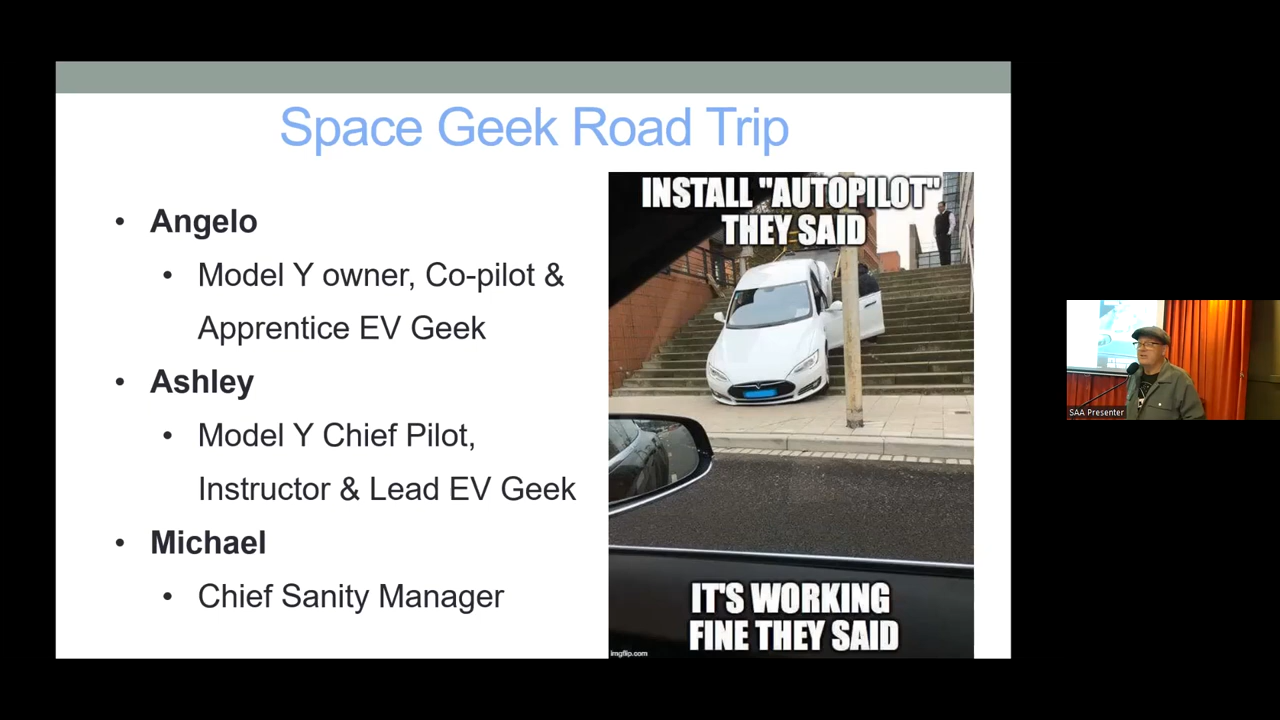 Space Geek Road Trip
• Angelo
• Model Y owner, Co-pilot &
Apprentice EV Geek
• Ashley
• Model Y Chief Pilot,
Instructor & Lead EV Geek
• Michael
• Chief Sanity Manager
INSTALL "AUTOPILOT"
THEY SAID
IT'S WORKING
FINE THEY SAID
imgflip.com
SAA Presenter